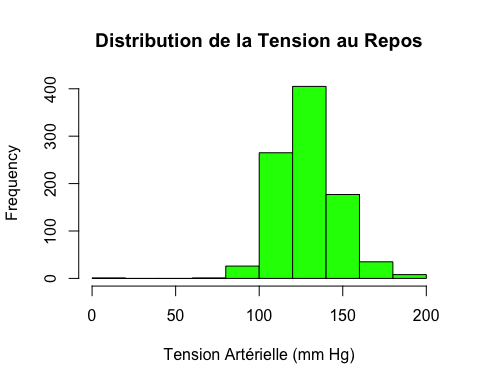 Distribution de la Tension au Repos
Frequency
400
300
200
100
0
0 50 100 150 200
Tension Artérielle (mm Hg)